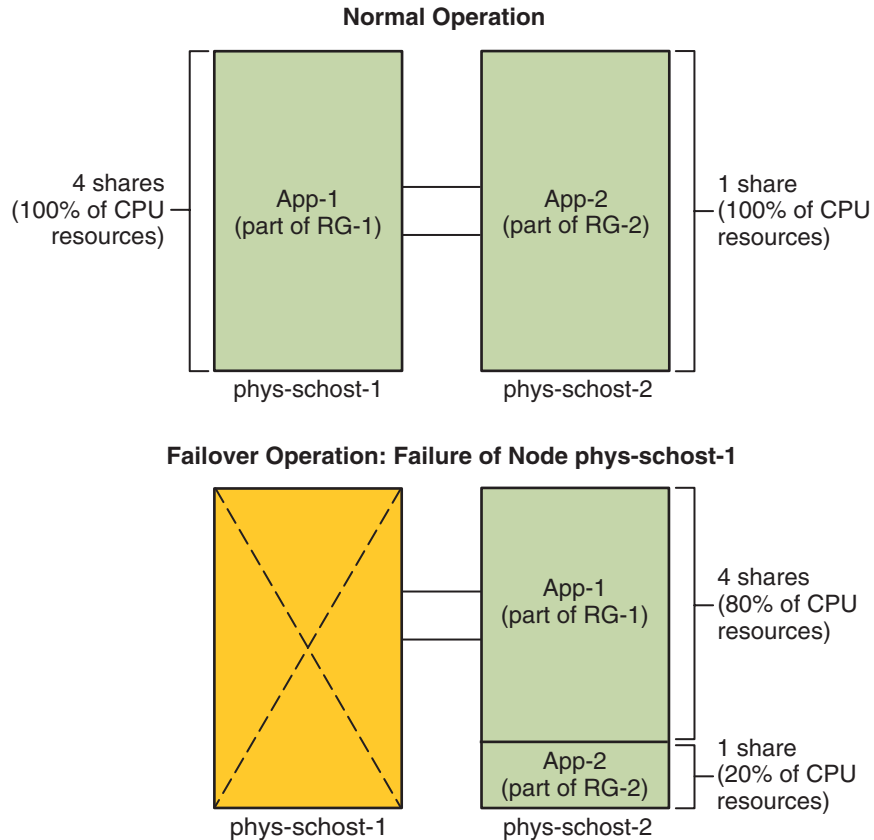 Normal Operation
4 shares
(100% of CPU
resources)
App-1
(part of RG-1)
App-2
(part of RG-2)
1 share
(100% of CPU
resources)
phys-schost-1
phys-schost-2
Failover Operation: Failure of Node phys-schost-1
App-1
(part of RG-1)
4 shares
(80% of CPU
resources)
App-2
(part of RG-2)
1 share
(20% of CPU
resources)
phys-schost-1
phys-schost-2